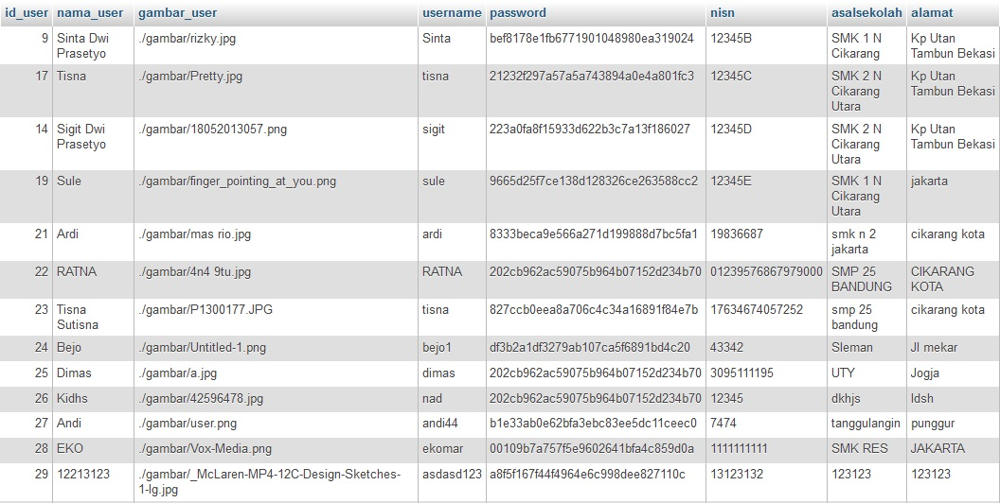 id_user nama_user gambar_user username password nisn asalsekolah alamat
9 Sinta Dwi ./gambar/rizky.jpg Sinta bef8178e1fb6771901048980ea319024 12345B SMK 1 N Kp Utan
Prasetyo Cikarang Tambun Bekasi
17 Tisna ./gambar/Pretty.jpg tisna 21232f297a57a5a743894a0e4a801fc3 12345C SMK 2 N Kp Utan
Cikarang Tambun Bekasi
Utara
14 Sigit Dwi ./gambar/18052013057.png sigit 223a0fa8f15933d622b3c7a13f186027 12345D SMK 2 N Kp Utan
Prasetyo Cikarang Tambun Bekasi
Utara
19 Sule ./gambar/finger_pointing_at_you.png sule 9665d25f7ce138d128326ce263588cc2 12345E SMK 1 N jakarta
Cikarang
Utara
21 Ardi ./gambar/mas rio.jpg ardi 8333beca9e566a271d199888d7bc5fa1 19836687 smk n 2 cikarang kota
jakarta
22 RATNA ./gambar/4n4 9tu.jpg RATNA 202cb962ac59075b964b07152d234b70 01239576867979000 SMP 25 CIKARANG
BANDUNG KOTA
23 Tisna ./gambar/P1300177.JPG tisna 827ccb0eea8a706c4c34a16891f84e7b 17634674057252 smp 25 cikarang kota
Sutisna bandung
24 Bejo ./gambar/Untitled-1.png bejo1 df3b2a1df3279ab107ca5f6891bd4c20 43342 Sleman Jl mekar
25 Dimas ./gambar/a.jpg dimas 202cb962ac59075b964b07152d234b70 3095111195 UTY Jogja
26 Kidhs ./gambar/42596478.jpg nad 202cb962ac59075b964b07152d234b70 12345 dkhjs ldsh
27 Andi ./gambar/user.png andi44 b1e33ab0e62bfa3ebc83ee5dc11ceec0 7474 tanggulangin punggur
28 EKO ./gambar/Vox-Media.png ekomar 00109b7a757f5e9602641bfa4c859d0a 1111111111 SMK RES JAKARTA
29 12213123 ./gambar/_McLaren-MP4-12C-Design-Sketches- asdasd123 a8f5f167f44f4964e6c998dee827110c 13123132 123123 123123
1-lg.jpg